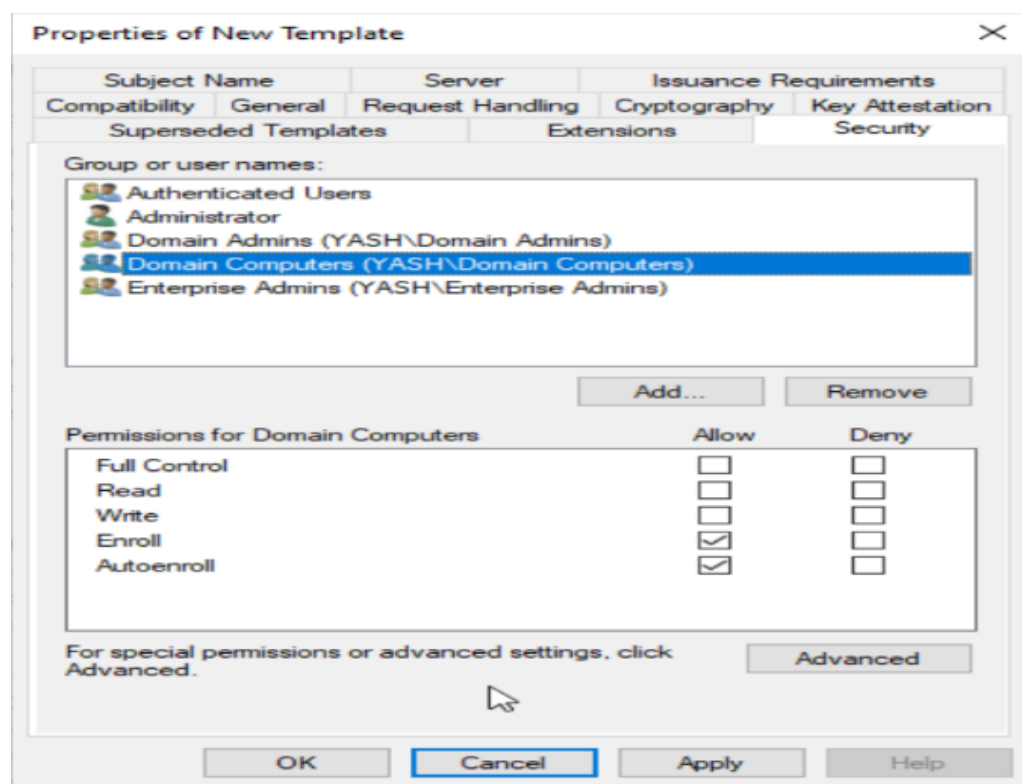 Properties of New Template
Subject Name Server Issuance Requirements
Compatibility General Request Handling Cryptography Key Attestation
Superseded Templates Extensions Security
Group or user names:
Authenticated Users
Administrator
Domain Admins (YASH\Domain Admins)
Domain Computers (YASH\Domain Computers)
Enterprise Admins (YASH\Enterprise Admins)
Add... Remove
Permissions for Domain Computers Allow Deny
Full Control
Read
Write
Enroll
Autoenroll
For special permissions or advanced settings, click
Advanced.
Advanced
OK Cancel Apply Help